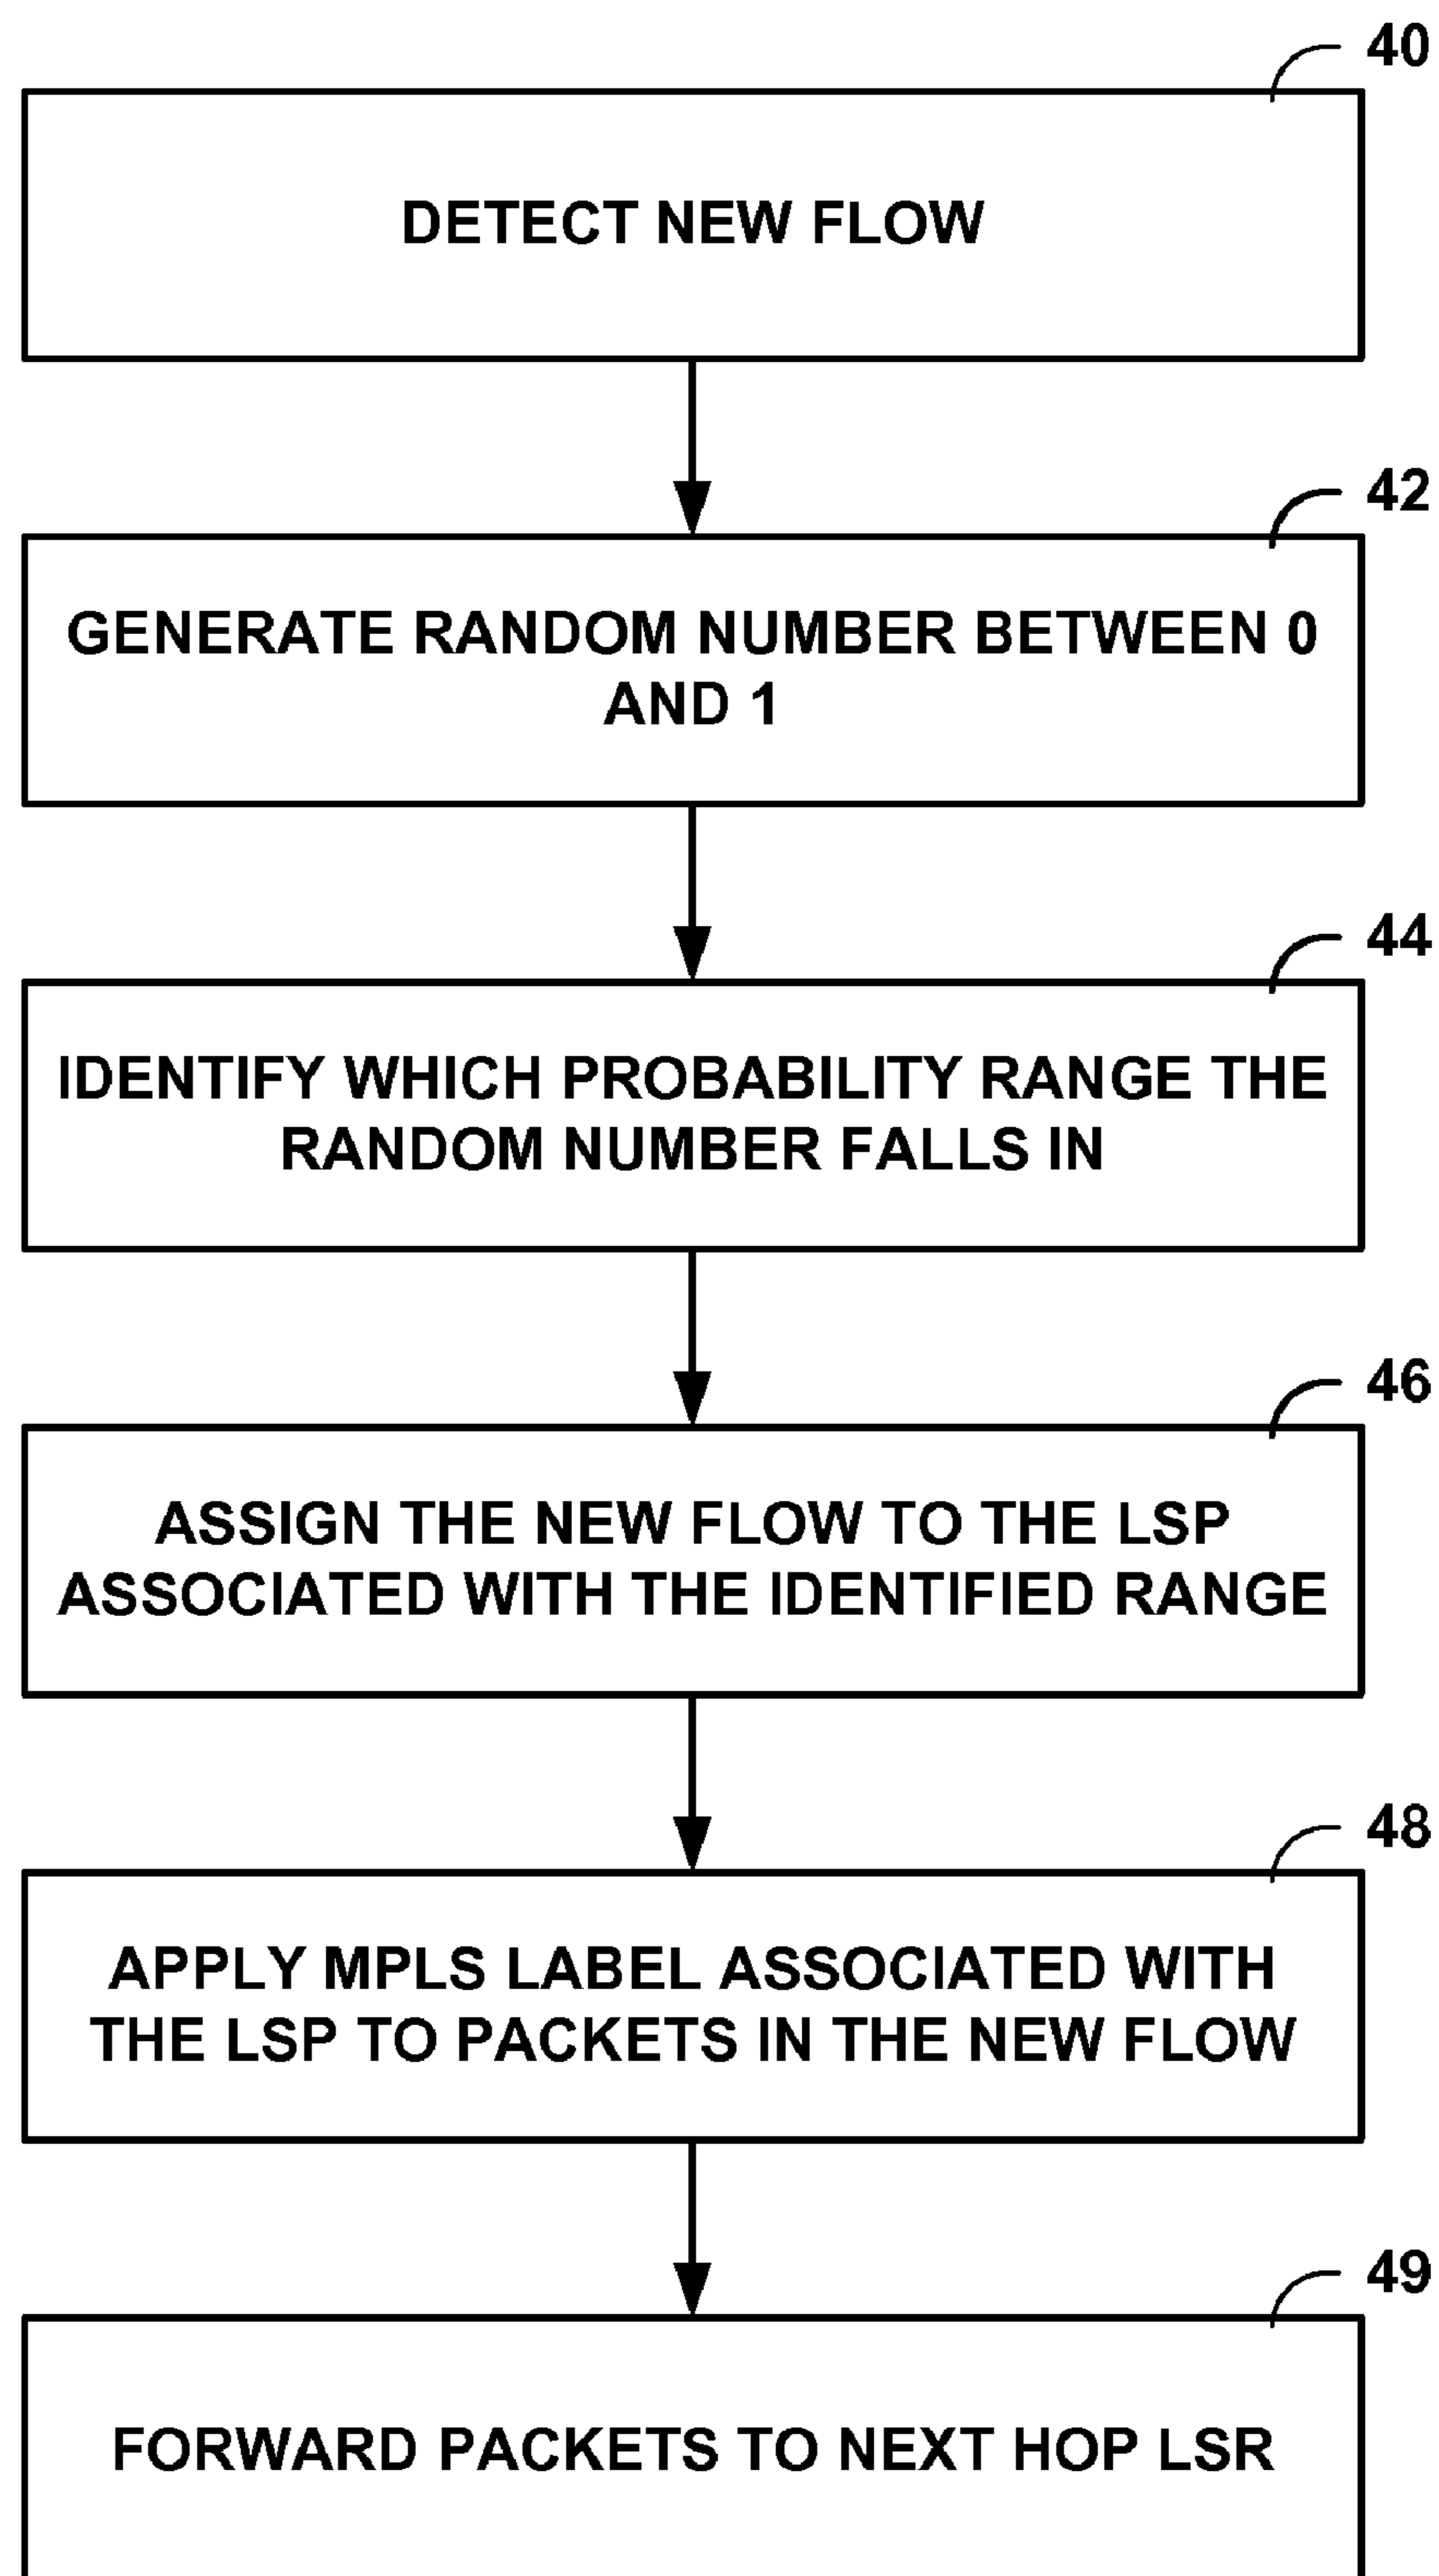 40
DETECT NEW FLOW
42
GENERATE RANDOM NUMBER BETWEEN 0
AND 1
44
IDENTIFY WHICH PROBABILITY RANGE THE
RANDOM NUMBER FALLS IN
46
ASSIGN THE NEW FLOW TO THE LSP
ASSOCIATED WITH THE IDENTIFIED RANGE
48
APPLY MPLS LABEL ASSOCIATED WITH
THE LSP TO PACKETS IN THE NEW FLOW
49
FORWARD PACKETS TO NEXT HOP LSR